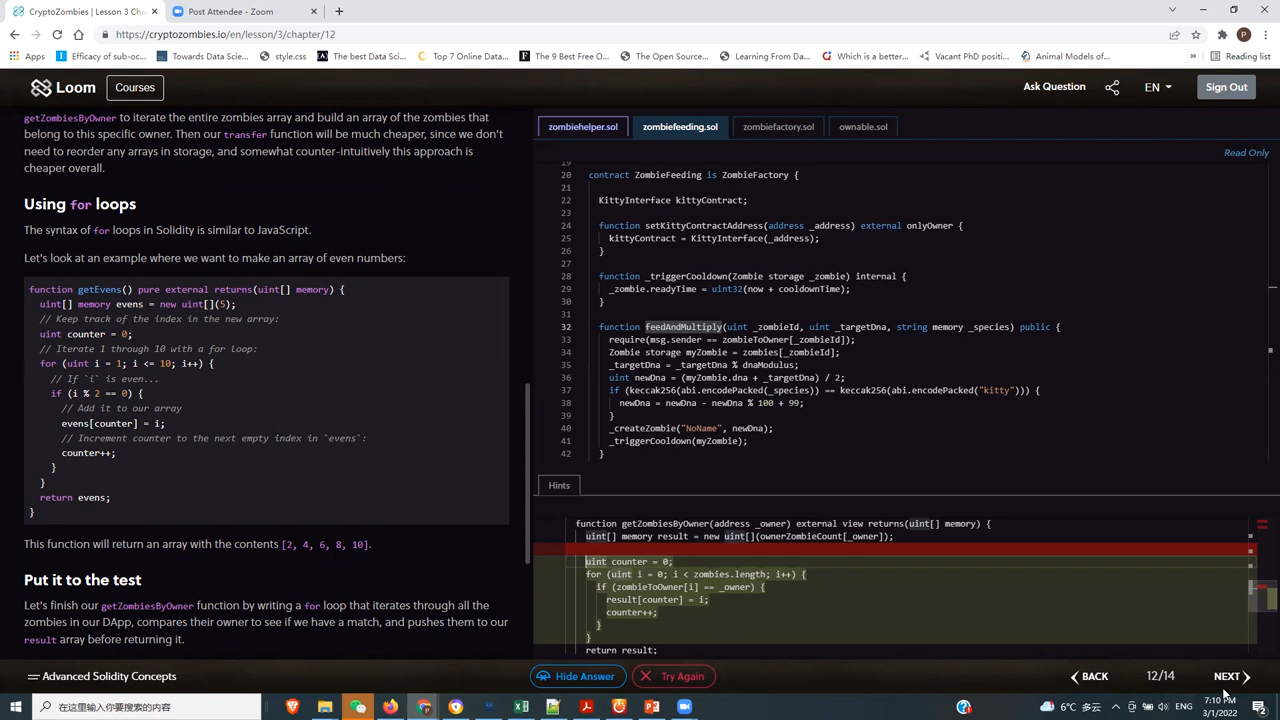 CryptoZombies | Lesson 3 Cha
Post Attendee - Zoom
https://cryptozombies.io/en/lesson/3/chapter/12
P
Apps
Efficacy of sub-oc...
Towards Data Scie...
style.css
The best Data Sci...
Top 7 Online Data...
The 9 Best Free O...
The Open Source...
Learning From Da...
Which is a better...
Vacant PhD positi...
Animal Models of...
»
Reading list
Loom
Courses
Ask Question
EN
Sign Out
getZombiesByOwner to iterate the entire zombies array and build an array of the zombies that
belong to this specific owner. Then our transfer function will be much cheaper, since we don't
need to reorder any arrays in storage, and somewhat counter-intuitively this approach is
cheaper overall.
Using for loops
The syntax of for loops in Solidity is similar to JavaScript.
Let's look at an example where we want to make an array of even numbers:
function getEvens() pure external returns(uint[] memory) {
uint[] memory evens = new uint[](5);
// Keep track of the index in the new array:
uint counter = 0;
// Iterate 1 through 10 with a for loop:
for (uint i = 1; i <= 10; i++) {
// If `i` is even...
if (i % 2 == 0) {
// Add it to our array
evens[counter] = i;
// Increment counter to the next empty index in `evens`:
counter++;
}
}
return evens;
}
This function will return an array with the contents [2, 4, 6, 8, 10].
Put it to the test
Let's finish our getZombiesByOwner function by writing a for loop that iterates through all the
zombies in our DApp, compares their owner to see if we have a match, and pushes them to our
result array before returning it.
zombiehelper.sol
zombiefeeding.sol
zombiefactory.sol
ownable.sol
Read Only
19
20 contract ZombieFeeding is ZombieFactory {
21
22 KittyInterface kittyContract;
23
24 function setKittyContractAddress(address _address) external onlyOwner {
25 kittyContract = KittyInterface(_address);
26 }
27
28 function _triggerCooldown(Zombie storage _zombie) internal {
29 _zombie.readyTime = uint32(now + cooldownTime);
30 }
31
32 function feedAndMultiply(uint _zombieId, uint _targetDna, string memory _species) public {
33 require(msg.sender == zombieToOwner[_zombieId]);
34 Zombie storage myZombie = zombies[_zombieId];
35 _targetDna = _targetDna % dnaModulus;
36 uint newDna = (myZombie.dna + _targetDna) / 2;
37 if (keccak256(abi.encodePacked(_species)) == keccak256(abi.encodePacked("kitty"))) {
38 newDna = newDna - newDna % 100 + 99;
39 }
40 _createZombie("NoName", newDna);
41 _triggerCooldown(myZombie);
42 }
Hints
function getZombiesByOwner(address _owner) external view returns(uint[] memory) {
uint[] memory result = new uint[](ownerZombieCount[_owner]);
uint counter = 0;
for (uint i = 0; i < zombies.length; i++) {
if (zombieToOwner[i] == _owner) {
result[counter] = i;
counter++;
}
}
return result;
Advanced Solidity Concepts
Hide Answer
Try Again
BACK
12/14
NEXT
在这里输入你要搜索的内容
6°C
ENG
7:10 PM
3/1/2022